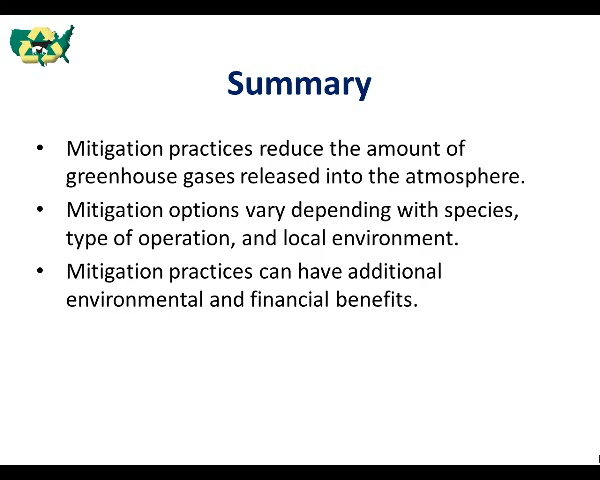 Summary
• Mitigation practices reduce the amount of
greenhouse gases released into the atmosphere.
• Mitigation options vary depending with species,
type of operation, and local environment.
• Mitigation practices can have additional
environmental and financial benefits.